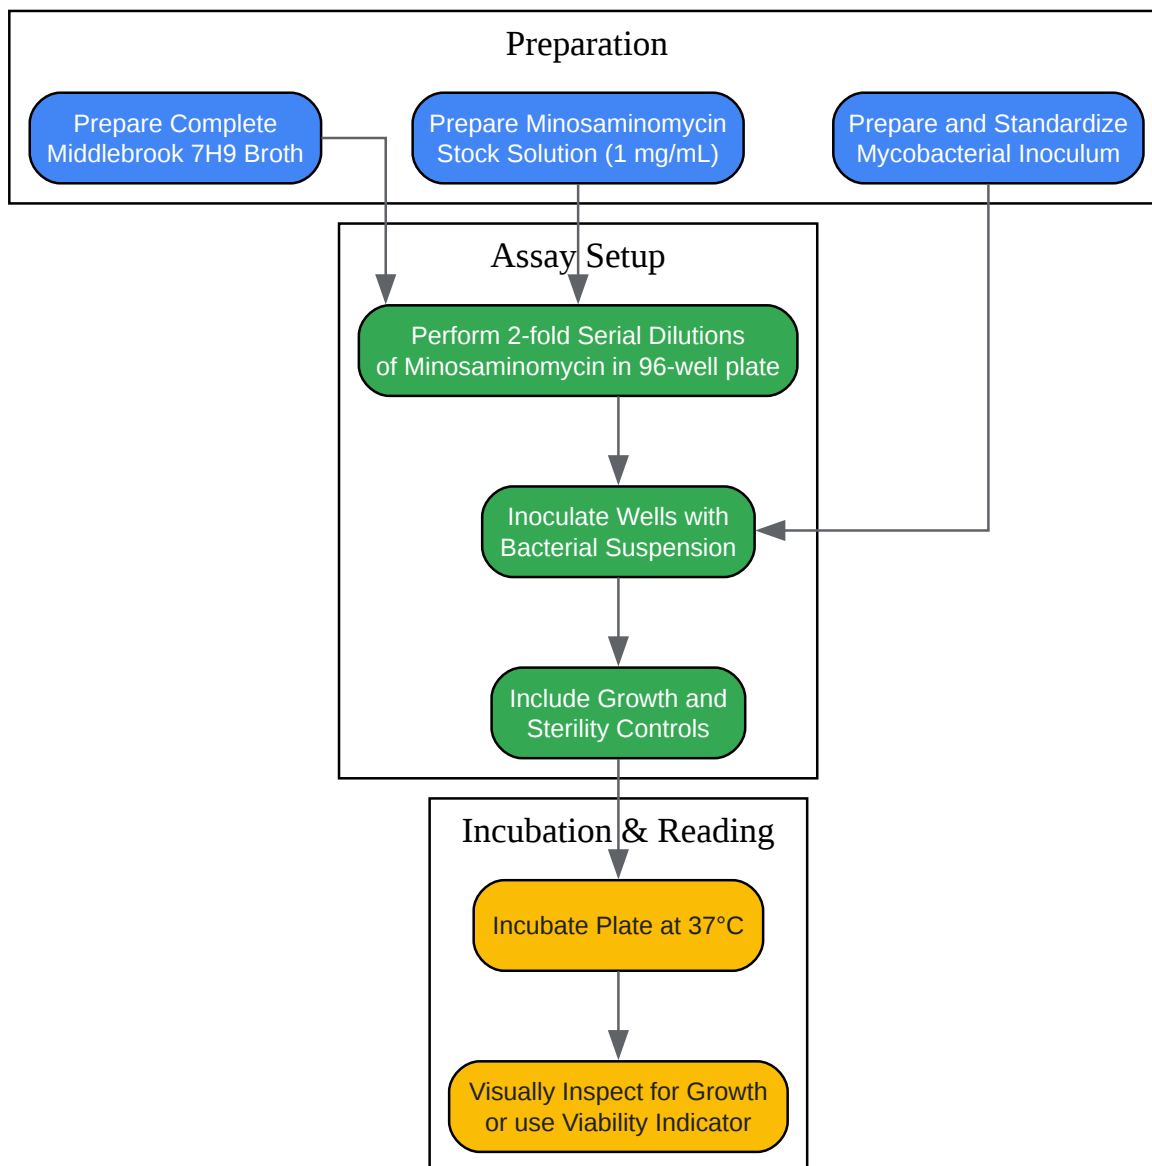 Preparation
Prepare Complete
Middlebrook 7H9 Broth
Prepare Minosaminomycin
Stock Solution (1 mg/mL)
Prepare and Standardize
Mycobacterial Inoculum
Assay Setup
Perform 2-fold Serial Dilutions
of Minosaminomycin in 96-well plate
Inoculate Wells with
Bacterial Suspension
Include Growth and
Sterility Controls
Incubation & Reading
Incubate Plate at 37°C
Visually Inspect for Growth
or use Viability Indicator